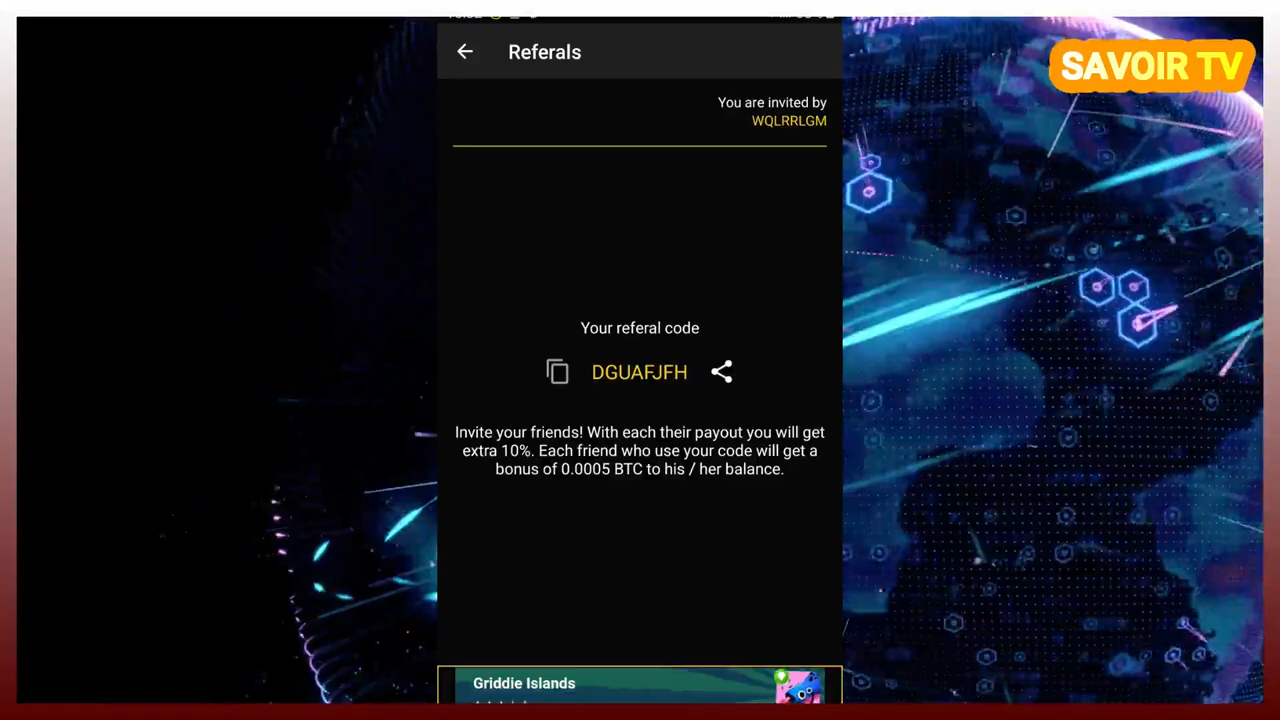 SAVOIR TV
Referals
You are invited by
WQLRRLGM
Your referal code
DGUAFJFH
Invite your friends! With each their payout you will get
extra 10%. Each friend who use your code will get a
bonus of 0.0005 BTC to his / her balance.
Griddie Islands